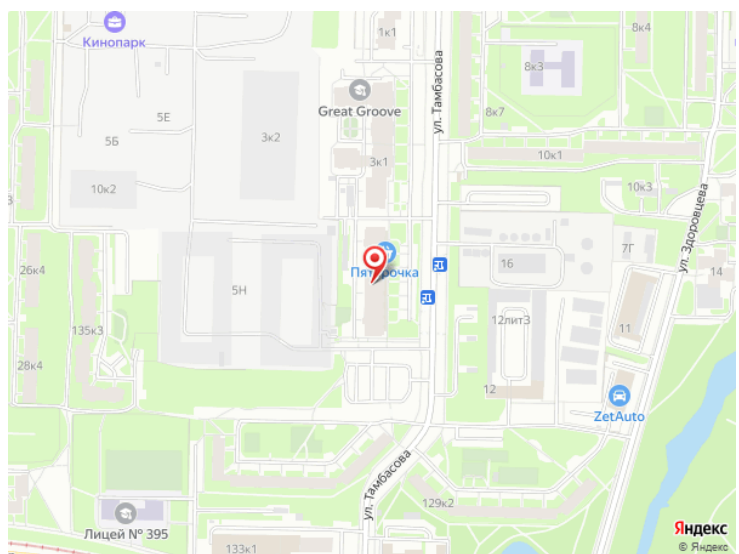 1к1
8к4
Кинопарк
8к3
ул. Тамбасова
Great Groove
8к7
5Е
5Б
3к2
3к1
10к1
10к2
10к3
ул. Здоровцева
7Г
26к4
16
14
Пятёрочка
5Н
135к3
12лит3
11
28к4
12
ZetAuto
ул. Тамбасова
129к2
Лицей № 395
133к1
Яндекс
© Яндекс